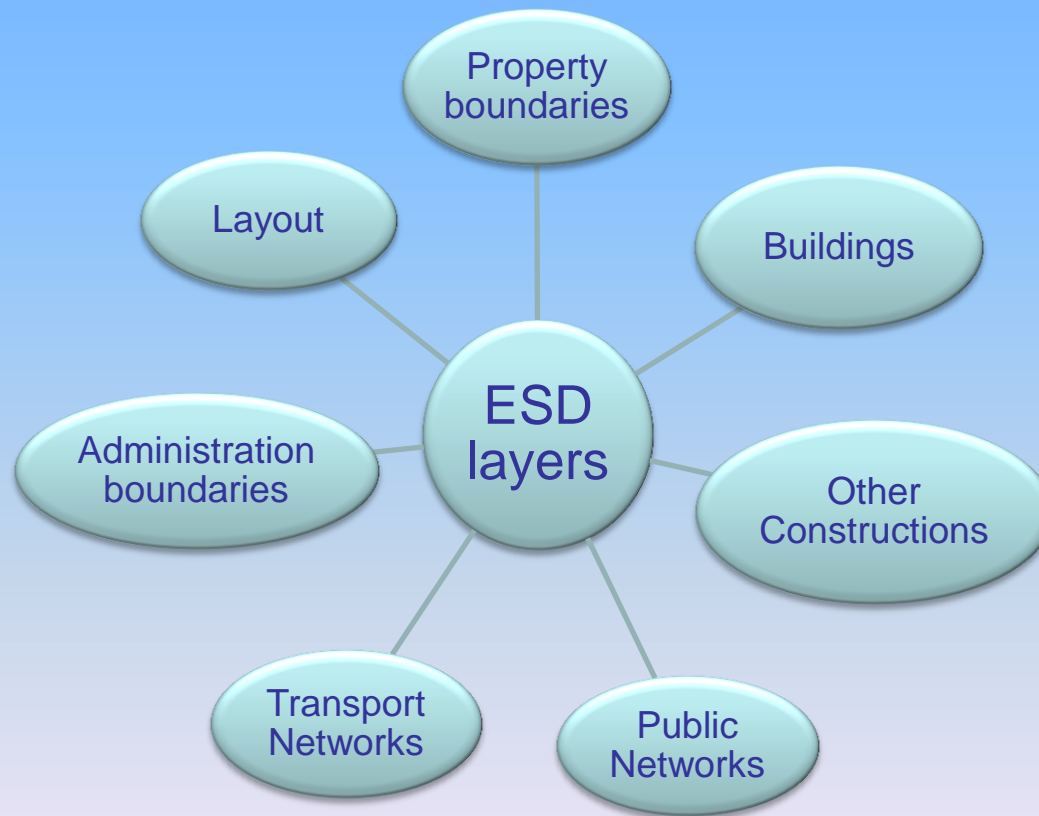 Property
boundaries
Layout
Buildings
ESD
layers
Administration
boundaries
Other
Constructions
Transport
Networks
Public
Networks